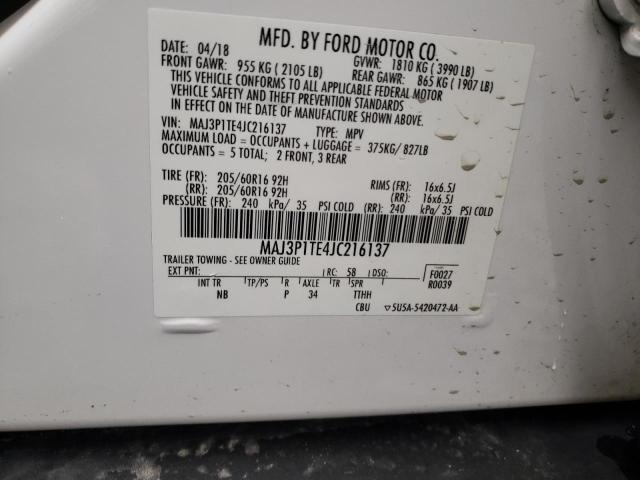 MFD. BY FORD MOTOR CO.
DATE: 04/18 GVWR: 1810 KG ( 3990 LB)
FRONT GAWR: 955 KG ( 2105 LB) REAR GAWR: 865 KG ( 1907 LB)
THIS VEHICLE CONFORMS TO ALL APPLICABLE FEDERAL MOTOR
VEHICLE SAFETY AND THEFT PREVENTION STANDARDS
IN EFFECT ON THE DATE OF MANUFACTURE SHOWN ABOVE.
VIN: MAJ3P1TE4JC216137 TYPE: MPV
MAXIMUM LOAD = OCCUPANTS + LUGGAGE = 375KG/ 827LB
OCCUPANTS = 5 TOTAL; 2 FRONT, 3 REAR
TIRE (FR): 205/60R16 92H RIMS (FR): 16x6.5J
(RR): 205/60R16 92H (RR): 16x6.5J
PRESSURE (FR): 240 kPa/ 35 PSI COLD (RR): 240 kPa/ 35 PSI COLD
MAJ3P1TE4JC216137
TRAILER TOWING - SEE OWNER GUIDE
EXT PNT: RC: 58 DSO: F0027
R0039
INT TR TP/PS R AXLE TR SPR
NB P 34 TTHH
CBU ▽5U5A-5420472-AA